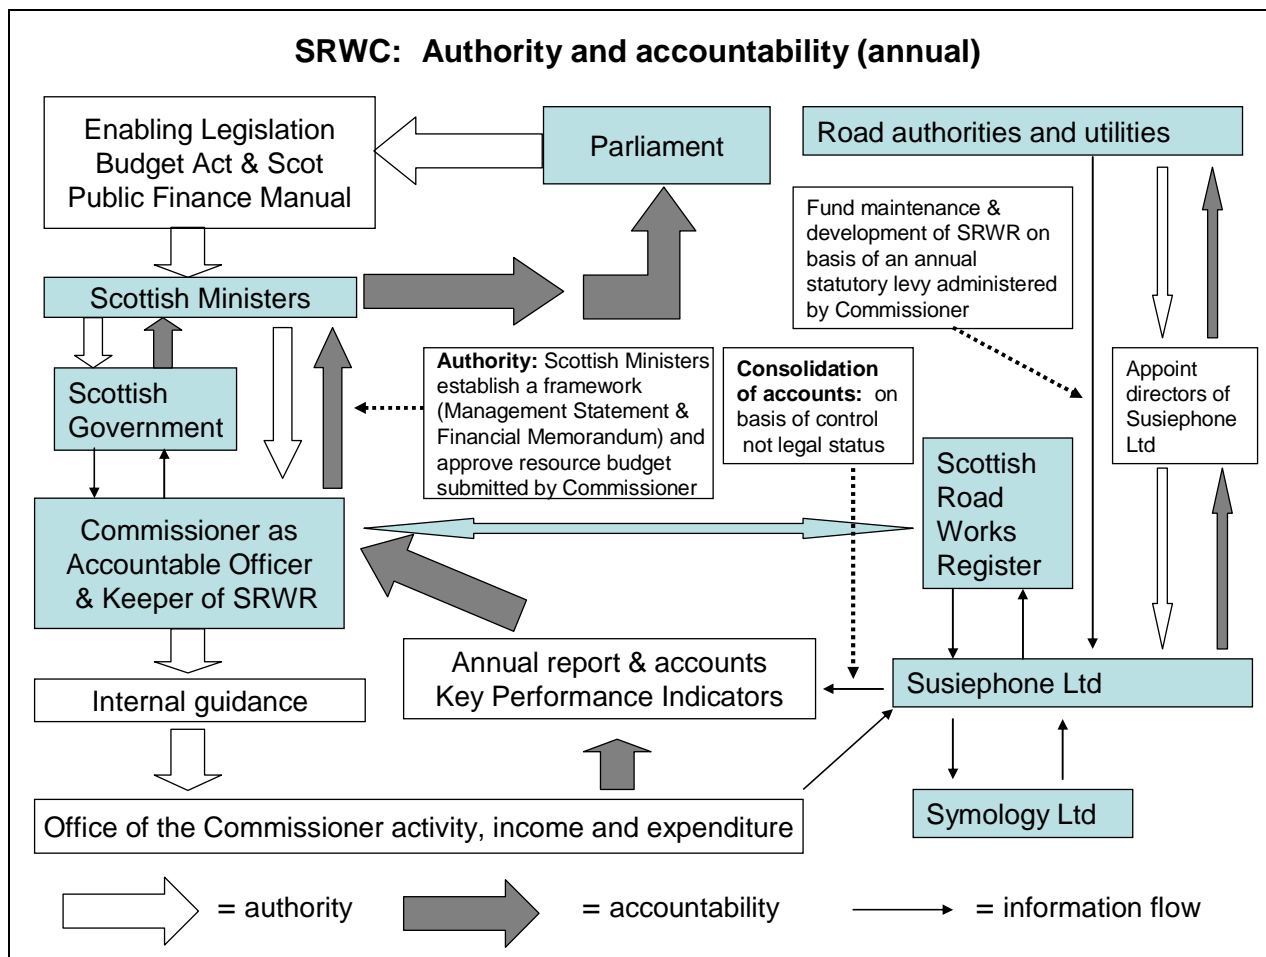 SRWC: Authority and accountability (annual)
Enabling Legislation
Budget Act & Scot
Public Finance Manual
Parliament
Road authorities and utilities
Fund maintenance &
development of SRWR on
basis of an annual
statutory levy administered
by Commissioner
Scottish Ministers
Scottish
Government
Authority: Scottish Ministers
establish a framework
(Management Statement &
Financial Memorandum) and
approve resource budget
submitted by Commissioner
Consolidation
of accounts: on
basis of control
not legal status
Appoint
directors of
Susiephone
Ltd
Scottish
Road
Works
Register
Commissioner as
Accountable Officer
& Keeper of SRWR
Annual report & accounts
Key Performance Indicators
Susiephone Ltd
Internal guidance
Office of the Commissioner activity, income and expenditure
Symology Ltd
= authority
= accountability
= information flow